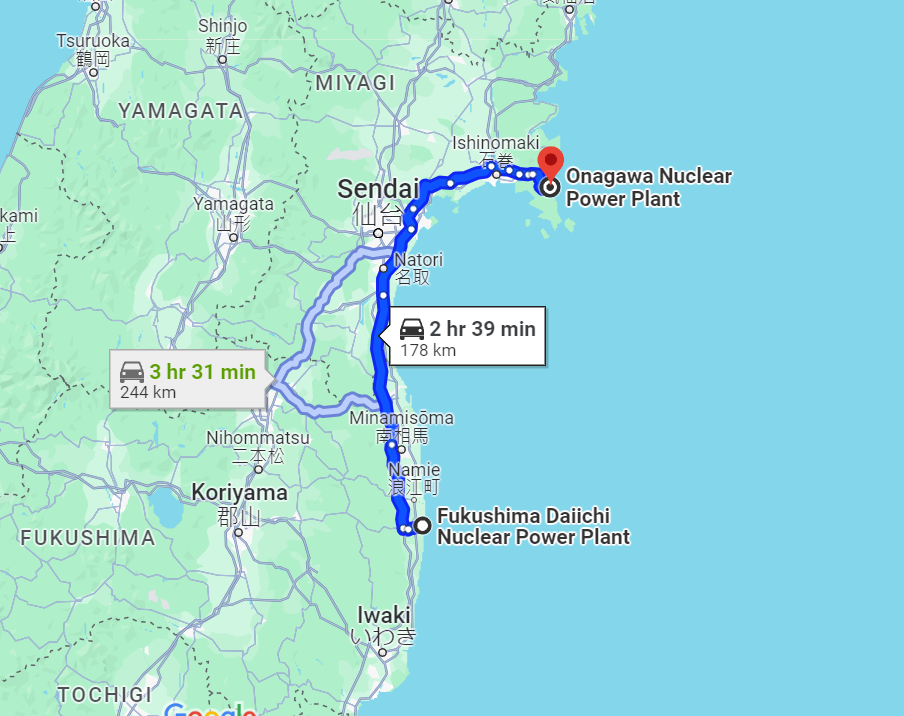 Shinjo
新庄
Tsuruoka
鶴岡
MIYAGI
YAMAGATA
Ishinomaki
石巻
Onagawa Nuclear
Power Plant
Sendai
仙台
Yamagata
山形
kami
上
Natori
名取
2 hr 39 min
178 km
3 hr 31 min
244 km
Minamisōma
南相馬
Nihommatsu
二本松
Namie
浪江町
Koriyama
郡山
Fukushima Daiichi
Nuclear Power Plant
FUKUSHIMA
Iwaki
いわき
TOCHIGI
Google